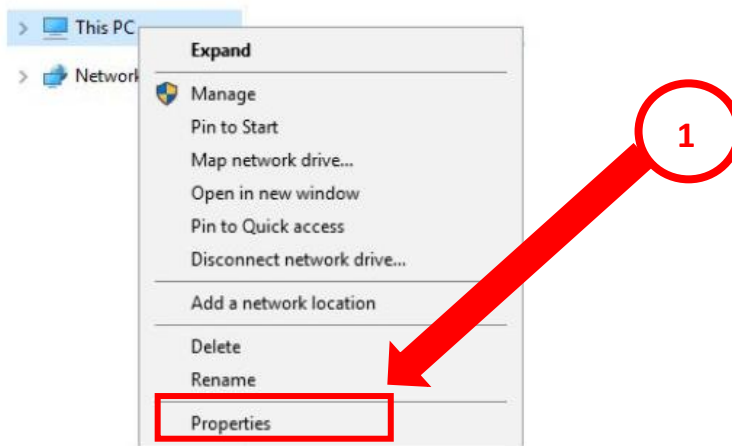 This PC
Network
Expand
Manage
Pin to Start
Map network drive...
Open in new window
Pin to Quick access
Disconnect network drive...
Add a network location
Delete
Rename
Properties
1